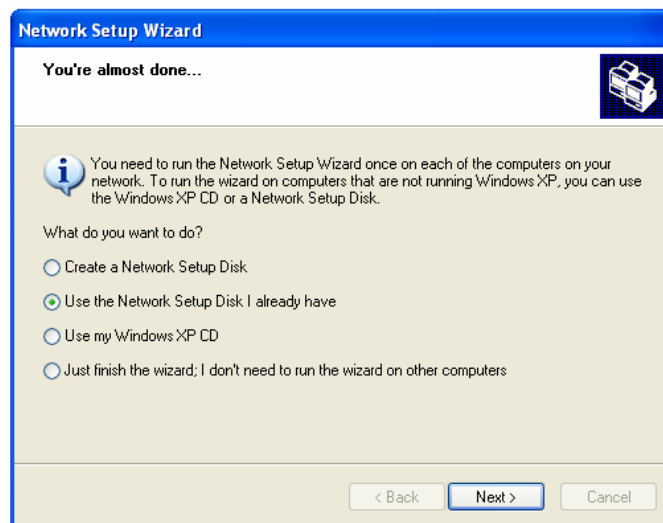 Network Setup Wizard
You're almost done...
You need to run the Network Setup Wizard once on each of the computers on your
network. To run the wizard on computers that are not running Windows XP, you can use
the Windows XP CD or a Network Setup Disk.
What do you want to do?
Create a Network Setup Disk
Use the Network Setup Disk I already have
Use my Windows XP CD
Just finish the wizard; I don't need to run the wizard on other computers
< Back
Next >
Cancel